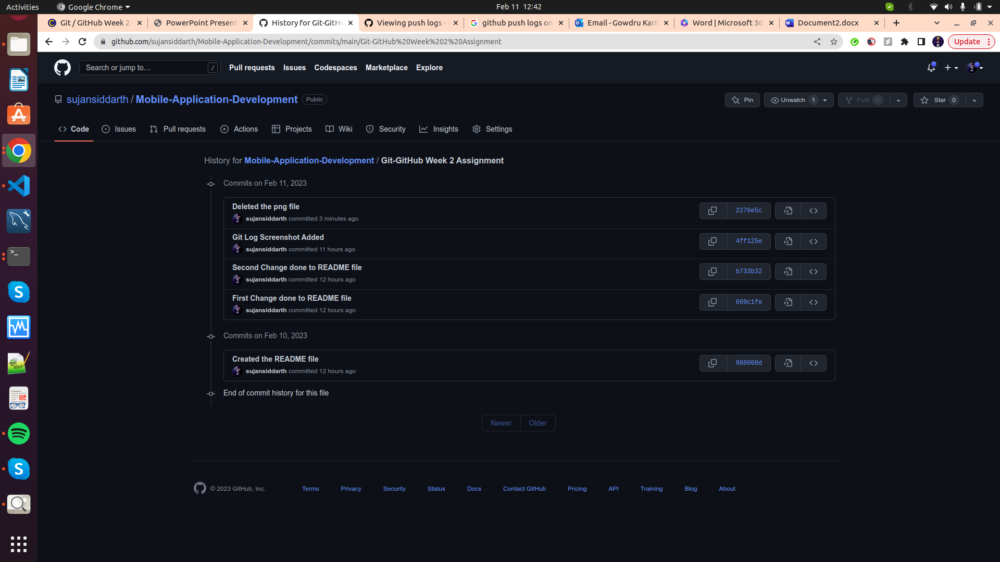 Activities
Google Chrome
Feb 11 12:42
Git / GitHub Week 2
PowerPoint Present
History for Git-GitHu
Viewing push logs -
github push logs on
Email - Gowdru Karib
Word | Microsoft 36
Document2.docx
github.com/sujansiddarth/Mobile-Application-Development/commits/main/Git-GitHub%20Week%202%20Assignment
Update
Search or jump to…
/
Pull requests
Issues
Codespaces
Marketplace
Explore
sujansiddarth / Mobile-Application-Development
Public
Pin
Unwatch 1
Fork 0
Star 0
Code
Issues
Pull requests
Actions
Projects
Wiki
Security
Insights
Settings
History for Mobile-Application-Development / Git-GitHub Week 2 Assignment
Commits on Feb 11, 2023
Deleted the png file
2276e5c
sujansiddarth committed 3 minutes ago
Git Log Screenshot Added
4ff125e
sujansiddarth committed 11 hours ago
Second Change done to README file
b733b32
sujansiddarth committed 12 hours ago
First Change done to README file
669c1fe
sujansiddarth committed 12 hours ago
Commits on Feb 10, 2023
Created the README file
988008d
sujansiddarth committed 12 hours ago
End of commit history for this file
Newer
Older
© 2023 GitHub, Inc.
Terms
Privacy
Security
Status
Docs
Contact GitHub
Pricing
API
Training
Blog
About